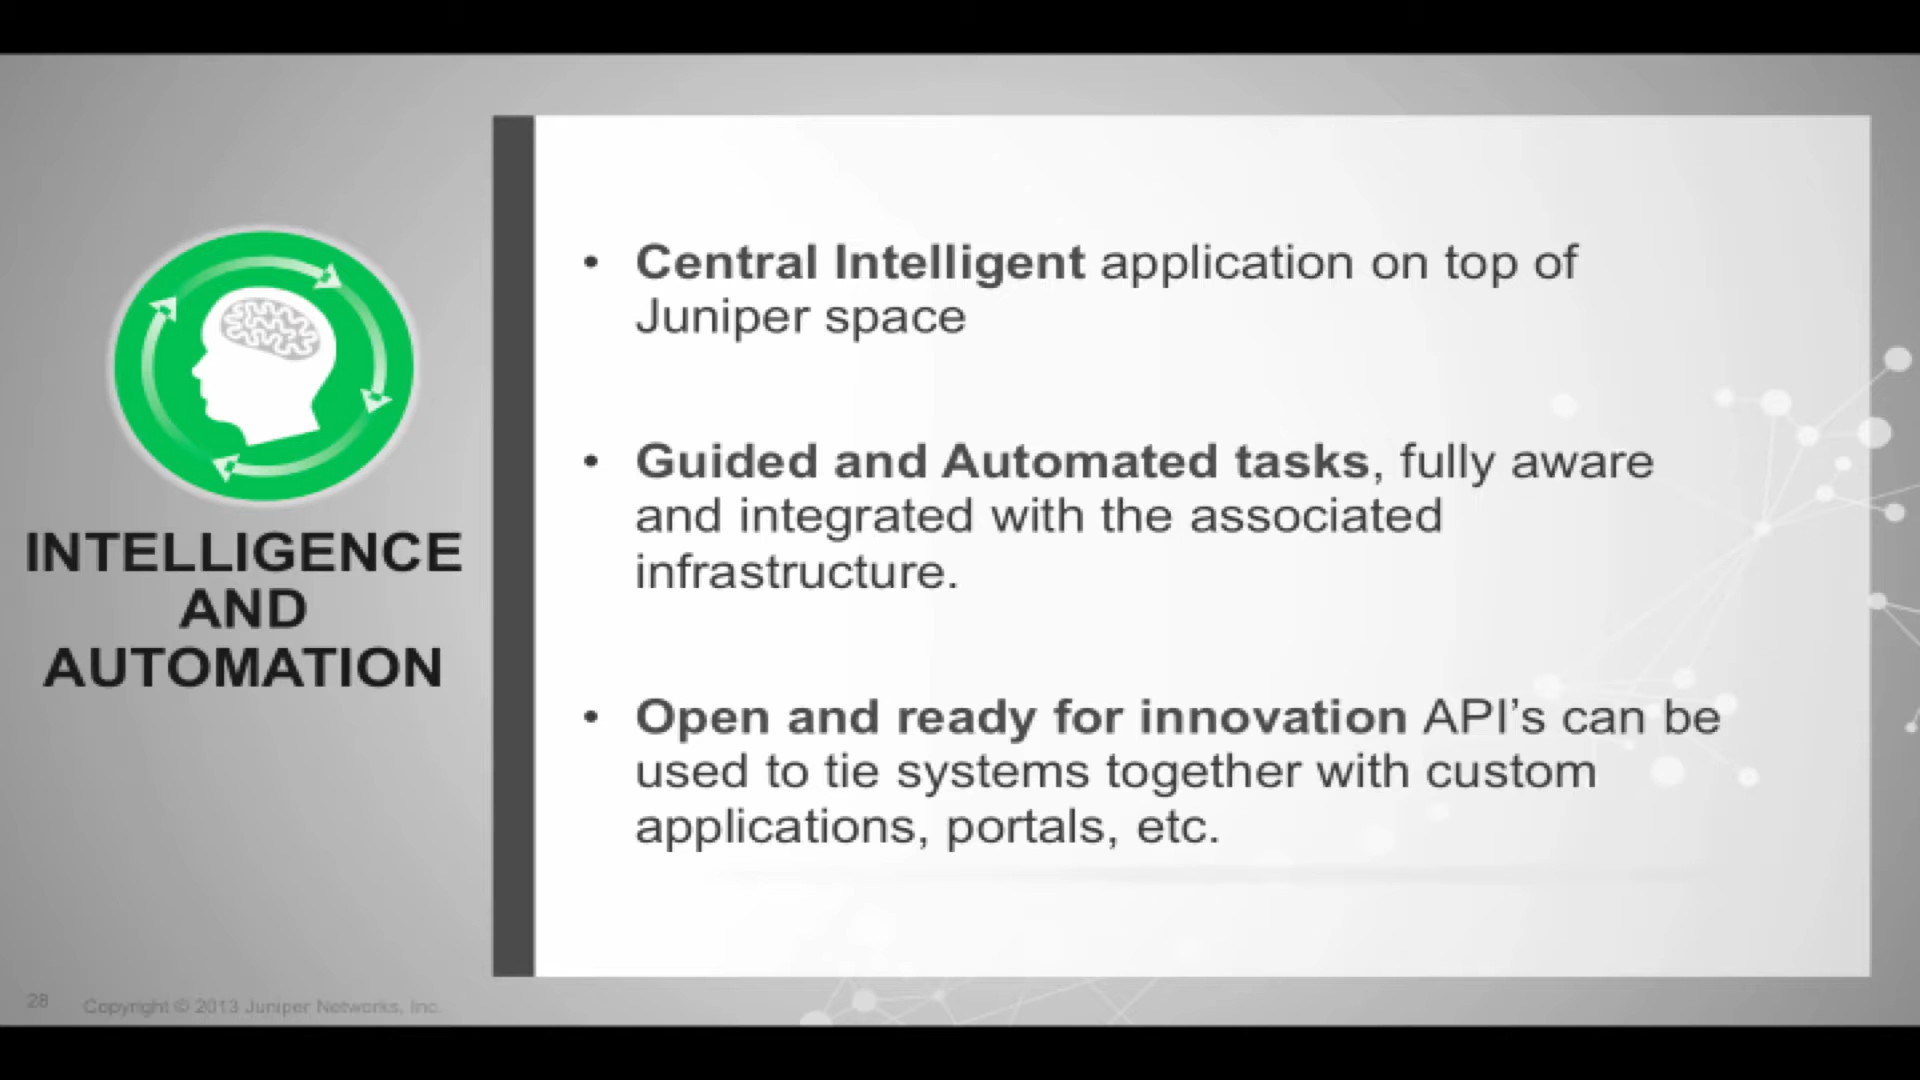 INTELLIGENCE
AND
AUTOMATION
• Central Intelligent application on top of
Juniper space
• Guided and Automated tasks, fully aware
and integrated with the associated
infrastructure.
• Open and ready for innovation API's can be
used to tie systems together with custom
applications, portals, etc.
28 Copyright © 2013 Juniper Networks, Inc.